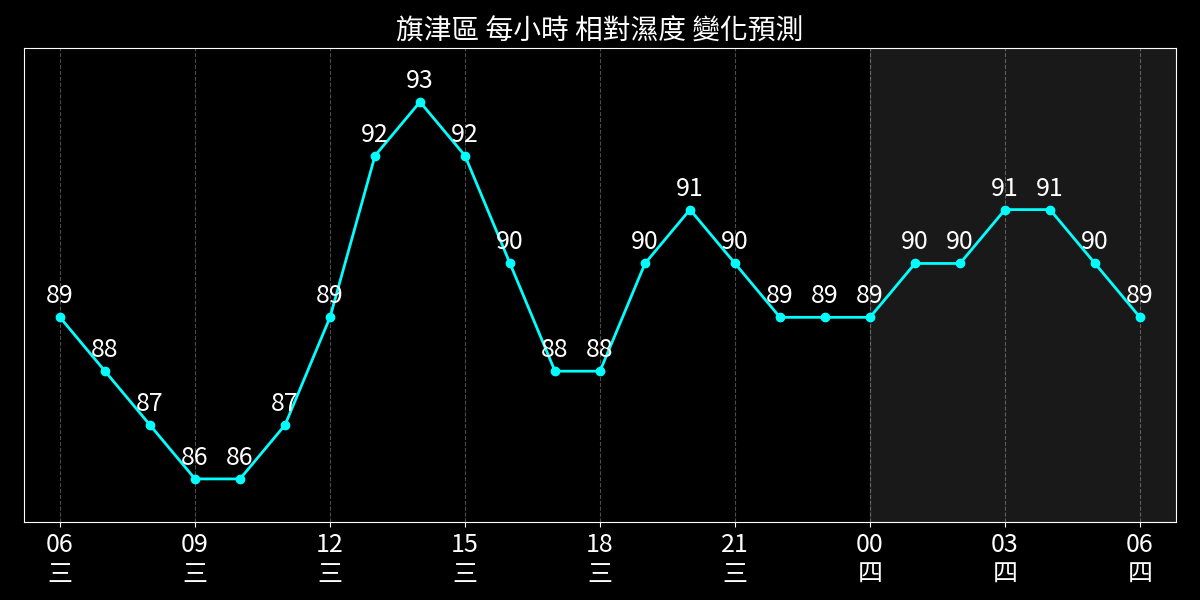 旗津區 每小時 相對濕度 變化預測
89 88 87 86 86 87 89 92 93 92 90 88 88 90 91 90 89 89 89 90 90 91 91 90 89
06 09 12 15 18 21 00 03 06
三 三 三 三 三 三 四 四 四